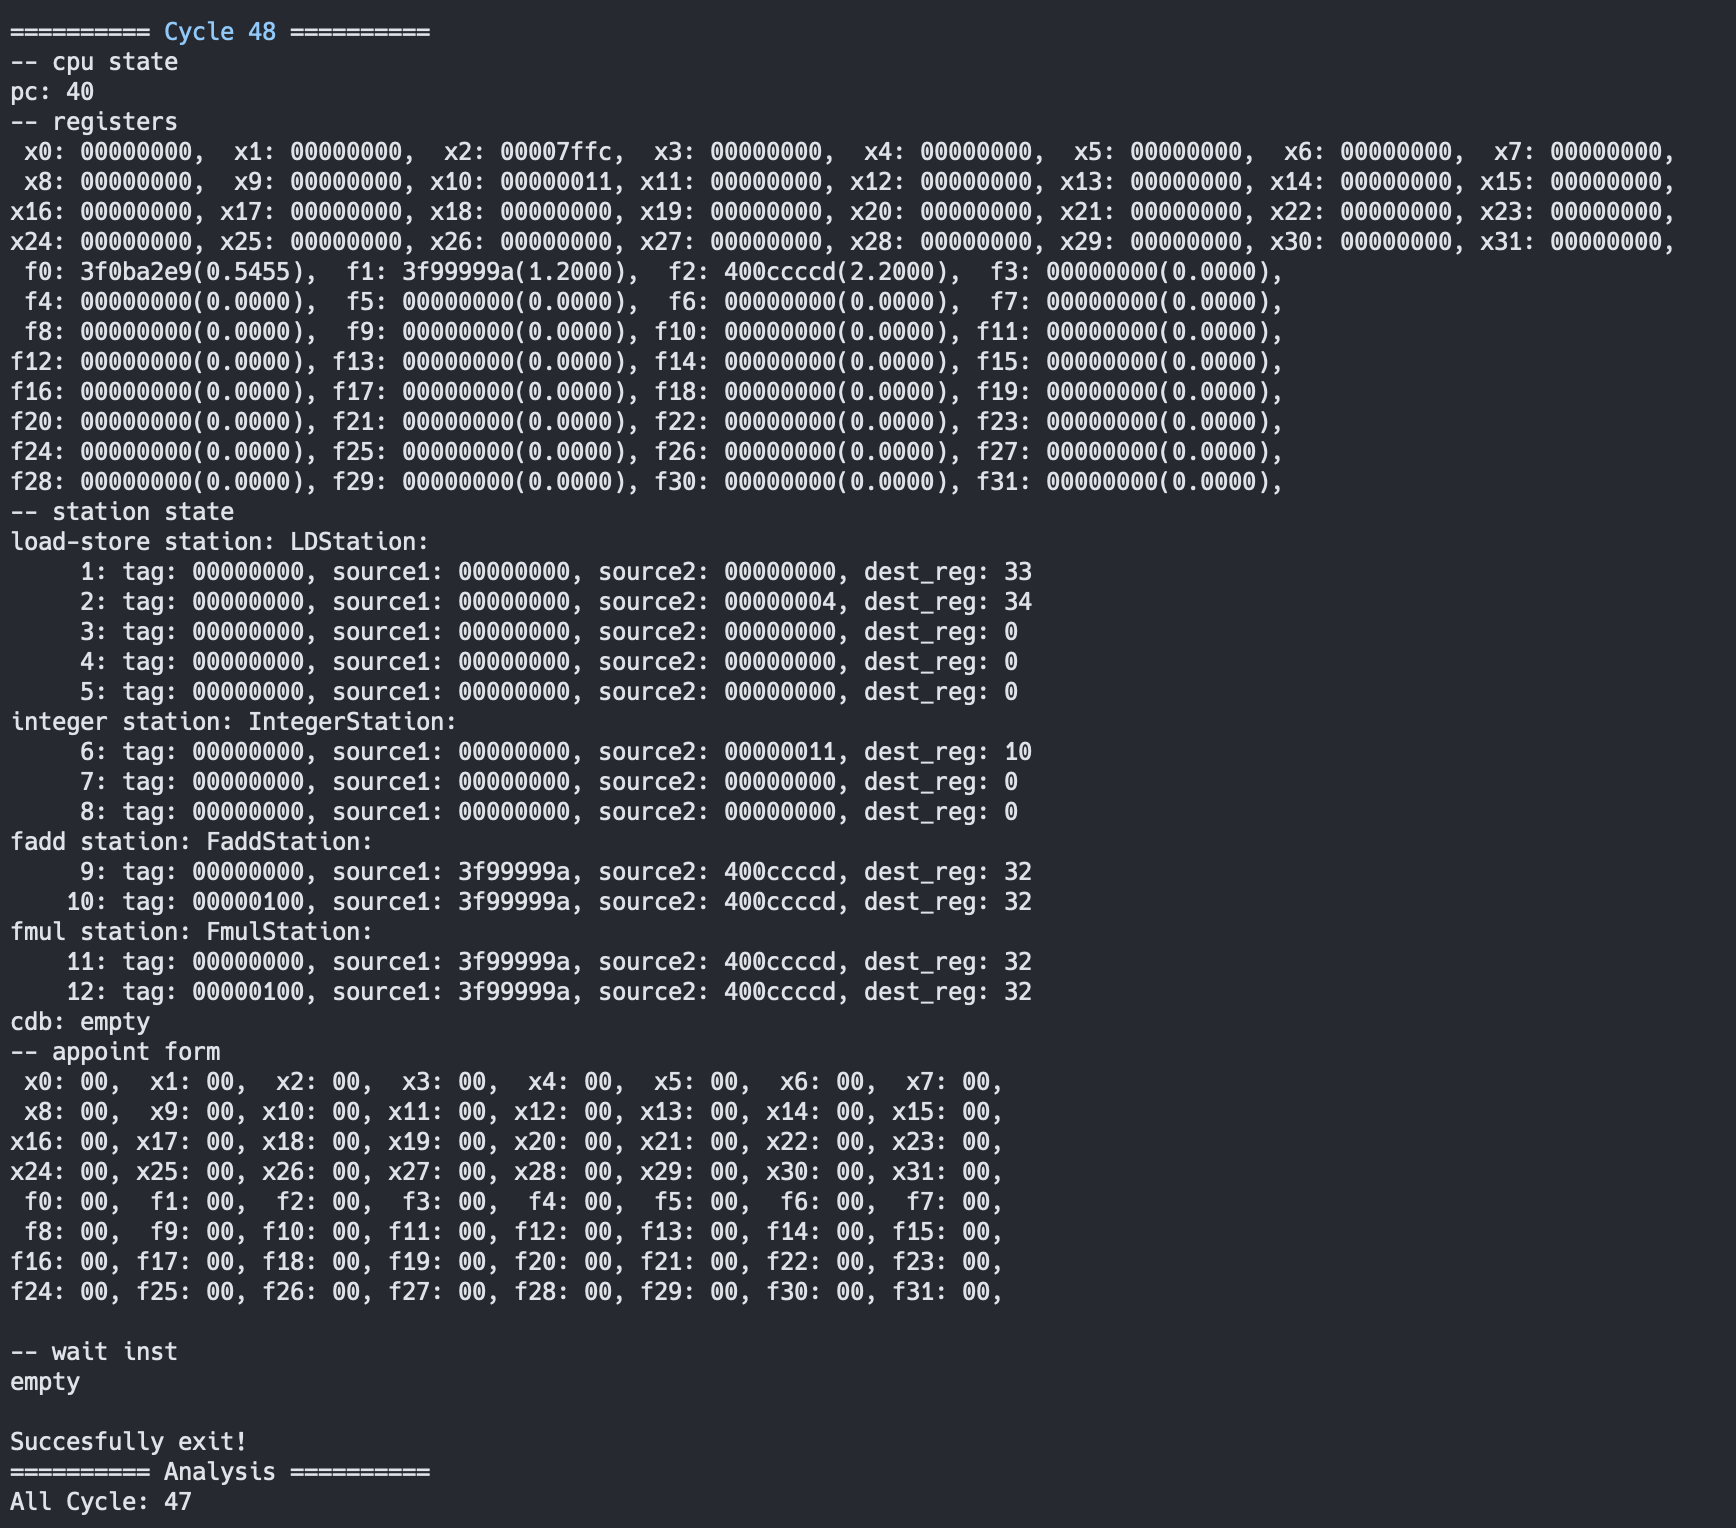 ========== Cycle 48 ==========
-- cpu state
pc: 40
-- registers
 x0: 00000000,  x1: 00000000,  x2: 00007ffc,  x3: 00000000,  x4: 00000000,  x5: 00000000,  x6: 00000000,  x7: 00000000,
 x8: 00000000,  x9: 00000000, x10: 00000011, x11: 00000000, x12: 00000000, x13: 00000000, x14: 00000000, x15: 00000000,
x16: 00000000, x17: 00000000, x18: 00000000, x19: 00000000, x20: 00000000, x21: 00000000, x22: 00000000, x23: 00000000,
x24: 00000000, x25: 00000000, x26: 00000000, x27: 00000000, x28: 00000000, x29: 00000000, x30: 00000000, x31: 00000000,
 f0: 3f0ba2e9(0.5455),  f1: 3f99999a(1.2000),  f2: 400ccccd(2.2000),  f3: 00000000(0.0000),
 f4: 00000000(0.0000),  f5: 00000000(0.0000),  f6: 00000000(0.0000),  f7: 00000000(0.0000),
 f8: 00000000(0.0000),  f9: 00000000(0.0000), f10: 00000000(0.0000), f11: 00000000(0.0000),
f12: 00000000(0.0000), f13: 00000000(0.0000), f14: 00000000(0.0000), f15: 00000000(0.0000),
f16: 00000000(0.0000), f17: 00000000(0.0000), f18: 00000000(0.0000), f19: 00000000(0.0000),
f20: 00000000(0.0000), f21: 00000000(0.0000), f22: 00000000(0.0000), f23: 00000000(0.0000),
f24: 00000000(0.0000), f25: 00000000(0.0000), f26: 00000000(0.0000), f27: 00000000(0.0000),
f28: 00000000(0.0000), f29: 00000000(0.0000), f30: 00000000(0.0000), f31: 00000000(0.0000),
-- station state
load-store station: LDStation:
     1: tag: 00000000, source1: 00000000, source2: 00000000, dest_reg: 33
     2: tag: 00000000, source1: 00000000, source2: 00000004, dest_reg: 34
     3: tag: 00000000, source1: 00000000, source2: 00000000, dest_reg: 0
     4: tag: 00000000, source1: 00000000, source2: 00000000, dest_reg: 0
     5: tag: 00000000, source1: 00000000, source2: 00000000, dest_reg: 0
integer station: IntegerStation:
     6: tag: 00000000, source1: 00000000, source2: 00000011, dest_reg: 10
     7: tag: 00000000, source1: 00000000, source2: 00000000, dest_reg: 0
     8: tag: 00000000, source1: 00000000, source2: 00000000, dest_reg: 0
fadd station: FaddStation:
     9: tag: 00000000, source1: 3f99999a, source2: 400ccccd, dest_reg: 32
    10: tag: 00000100, source1: 3f99999a, source2: 400ccccd, dest_reg: 32
fmul station: FmulStation:
    11: tag: 00000000, source1: 3f99999a, source2: 400ccccd, dest_reg: 32
    12: tag: 00000100, source1: 3f99999a, source2: 400ccccd, dest_reg: 32
cdb: empty
-- appoint form
 x0: 00,  x1: 00,  x2: 00,  x3: 00,  x4: 00,  x5: 00,  x6: 00,  x7: 00,
 x8: 00,  x9: 00, x10: 00, x11: 00, x12: 00, x13: 00, x14: 00, x15: 00,
x16: 00, x17: 00, x18: 00, x19: 00, x20: 00, x21: 00, x22: 00, x23: 00,
x24: 00, x25: 00, x26: 00, x27: 00, x28: 00, x29: 00, x30: 00, x31: 00,
 f0: 00,  f1: 00,  f2: 00,  f3: 00,  f4: 00,  f5: 00,  f6: 00,  f7: 00,
 f8: 00,  f9: 00, f10: 00, f11: 00, f12: 00, f13: 00, f14: 00, f15: 00,
f16: 00, f17: 00, f18: 00, f19: 00, f20: 00, f21: 00, f22: 00, f23: 00,
f24: 00, f25: 00, f26: 00, f27: 00, f28: 00, f29: 00, f30: 00, f31: 00,
-- wait inst
empty
Succesfully exit!
========== Analysis ==========
All Cycle: 47